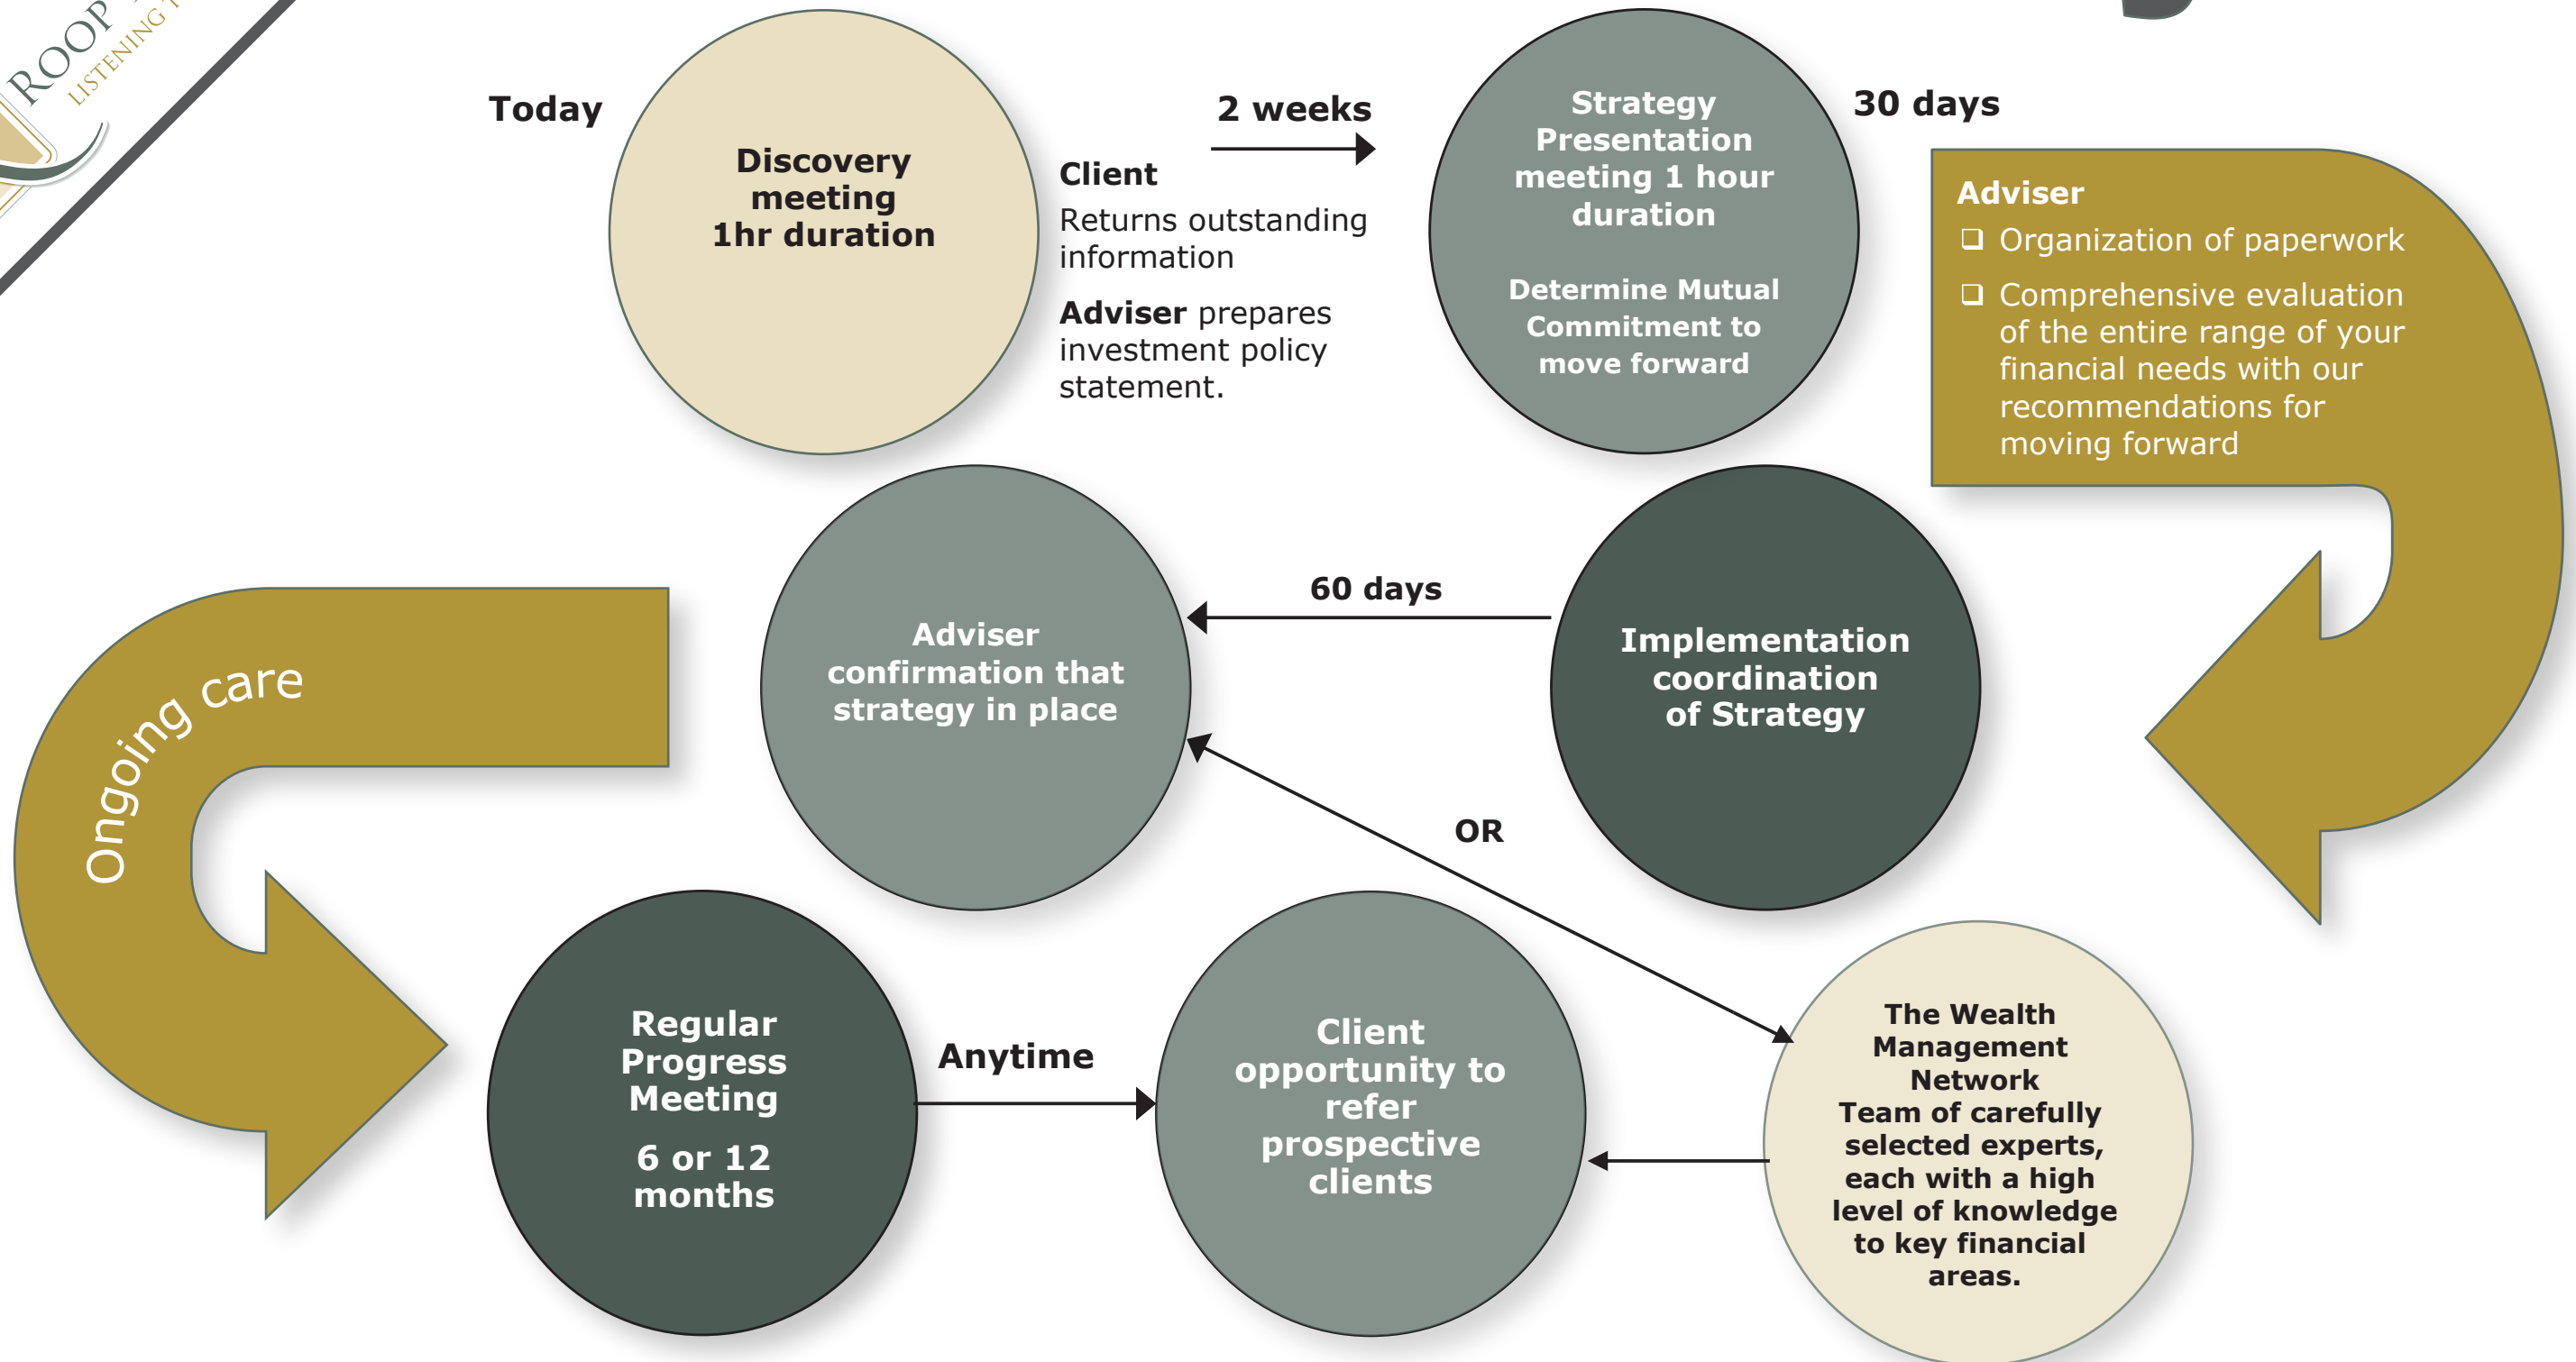 ROOP
LISTENING
Today
Discovery
meeting
1hr duration
2 weeks
Client
Returns outstanding
information
Adviser prepares
investment policy
statement.
Strategy
Presentation
meeting 1 hour
duration
Determine Mutual
Commitment to
move forward
30 days
Adviser
❑ Organization of paperwork
❑ Comprehensive evaluation
of the entire range of your
financial needs with our
recommendations for
moving forward
Implementation
coordination
of Strategy
60 days
Adviser
confirmation that
strategy in place
OR
Ongoing care
Regular
Progress
Meeting
6 or 12
months
Anytime
Client
opportunity to
refer
prospective
clients
The Wealth
Management
Network
Team of carefully
selected experts,
each with a high
level of knowledge
to key financial
areas.